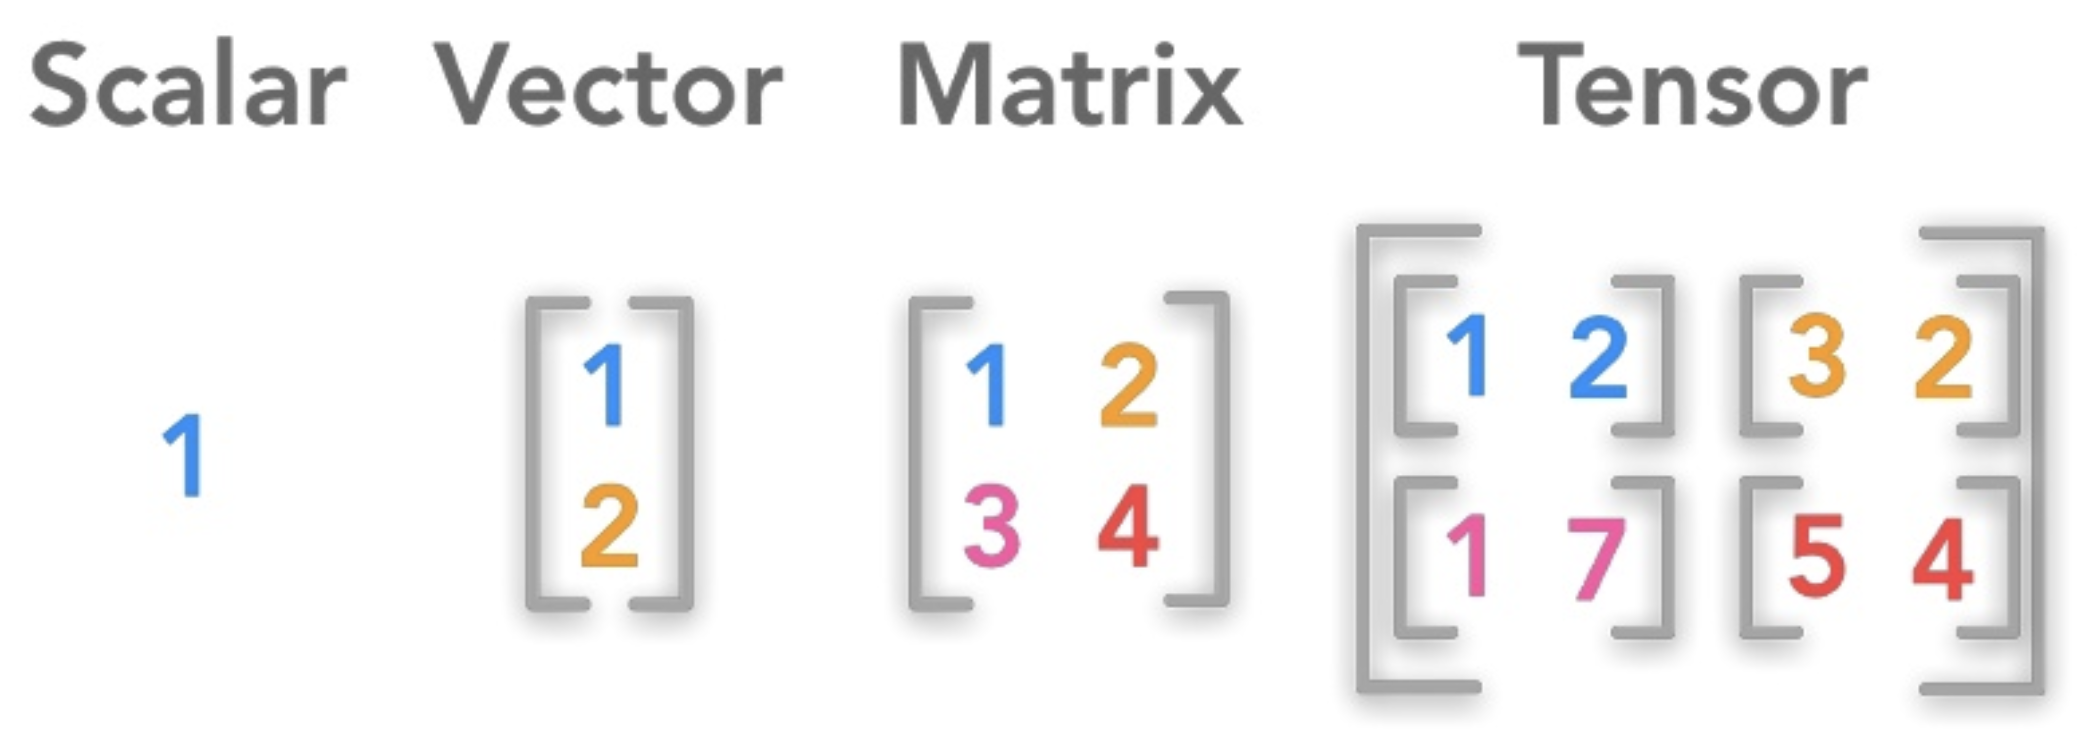 Scalar Vector Matrix Tensor
1 2 3 2
1 1 2
1
2 3 4
1 7 5 4